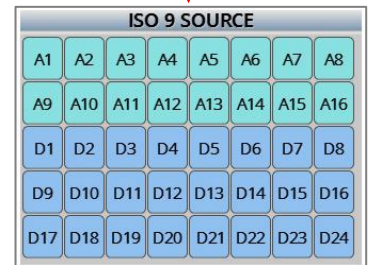 ISO 9 SOURCE
A1 A2 A3 A4 A5 A6 A7 A8
A9 A10 A11 A12 A13 A14 A15 A16
D1 D2 D3 D4 D5 D6 D7 D8
D9 D10 D11 D12 D13 D14 D15 D16
D17 D18 D19 D20 D21 D22 D23 D24